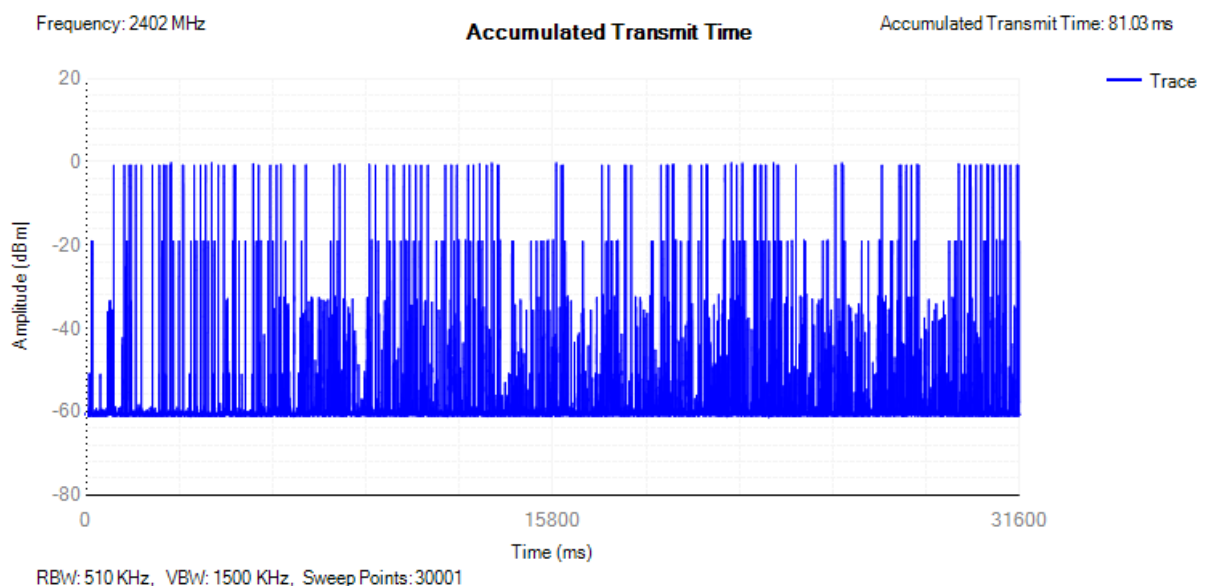 Frequency: 2402 MHz
Accumulated Transmit Time
Accumulated Transmit Time: 81.03 ms
Trace
20
0
-20
-40
-60
-80
Amplitude (dBm)
0
15800
31600
Time (ms)
RBW: 510 KHz, VBW: 1500 KHz, Sweep Points: 30001